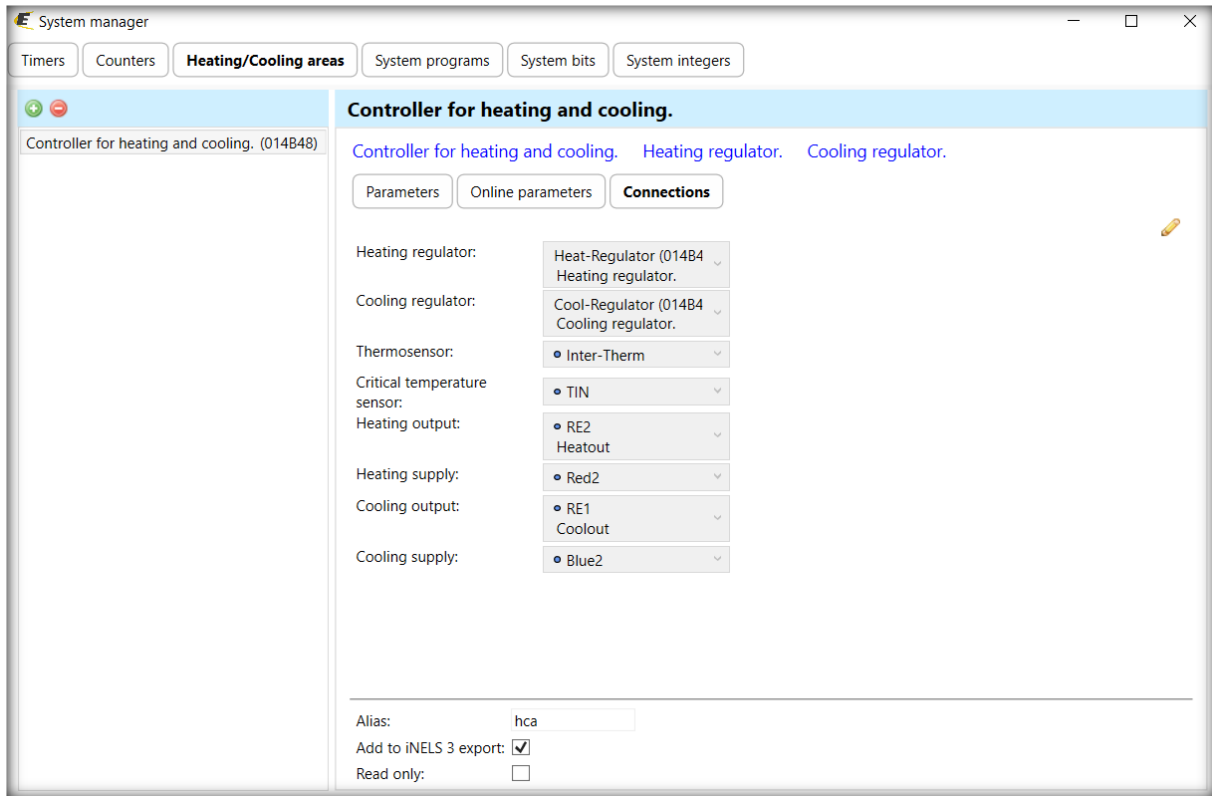 System manager
Timers Counters Heating/Cooling areas System programs System bits System integers
Controller for heating and cooling.
Controller for heating and cooling. (014B48)
Controller for heating and cooling. Heating regulator. Cooling regulator.
Parameters Online parameters Connections
Heating regulator: Heat-Regulator (014B4
Heating regulator.
Cooling regulator: Cool-Regulator (014B4
Cooling regulator.
Thermosensor: Inter-Therm
Critical temperature
sensor: TIN
Heating output: RE2
Heatout
Heating supply: Red2
Cooling output: RE1
Coolout
Cooling supply: Blue2
Alias: hca
Add to iNELS 3 export:
Read only: